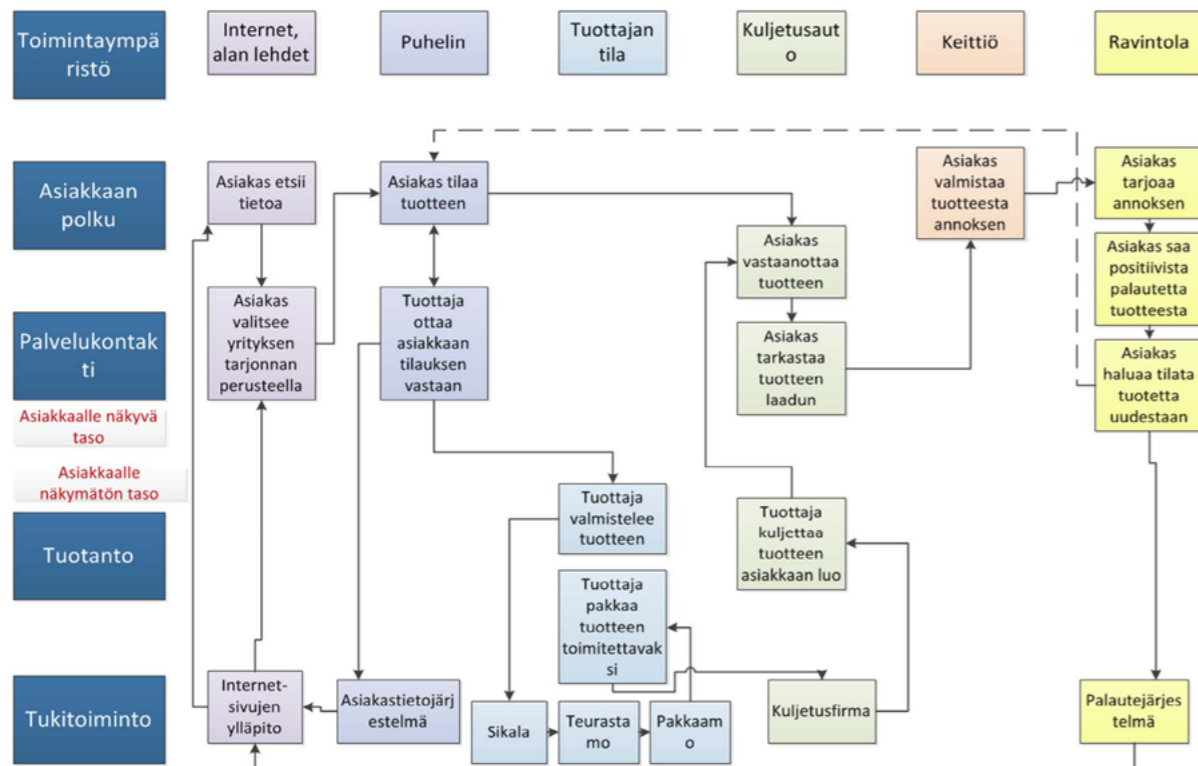 Toimintaympä
ristö
Internet,
alan lehdet
Puhelin
Tuottajan
tila
Kuljetusaut
o
Keittiö
Ravintola
Asiakkaan
polku
Asiakas etsii
tietoa
Asiakas tilaa
tuotteen
Asiakas
valmistaa
tuotteesta
annoksen
Asiakas
tarjoaa
annoksen
Asiakas
vastaanottaa
tuotteen
Asiakas saa
positiivista
palautetta
tuotteesta
Palvelukontak
ti
Asiakas
valitsee
yrityksen
tarjonnan
perusteella
Tuottaja
ottaa
asiakkaan
tilauksen
vastaan
Asiakas
tarkastaa
tuotteen
laadun
Asiakas
haluaa tilata
tuotetta
uudestaan
Asiakkaalle näkyvä
taso
Asiakkaalle
näkymätön taso
Tuotanto
Tuottaja
valmistelee
tuotteen
Tuottaja
kuljettaa
tuotteen
asiakkaan luo
Tuottaja
pakkaa
tuotteen
toimitettavak
si
Tukitoiminto
Internet-
sivujen
ylläpito
Asiakastietojärj
estelmä
Sikala
Teurasta
mo
Pakkaam
o
Kuljetusfirma
Palautejärjes
telmä